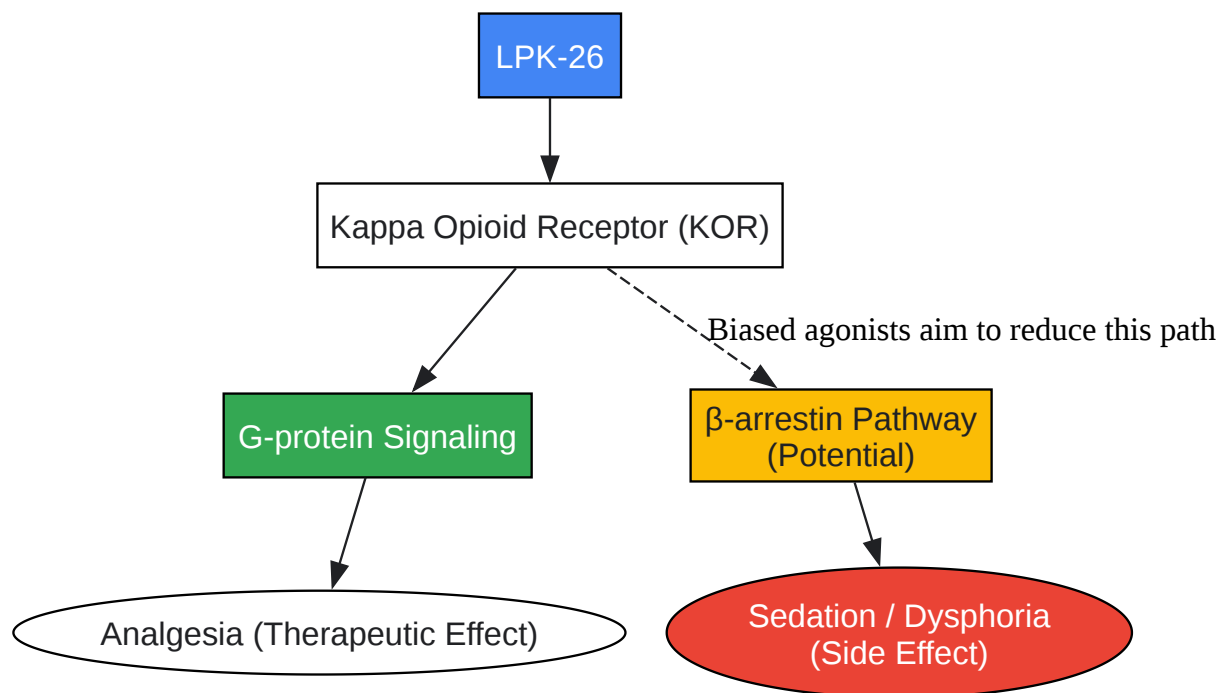 LPK-26
Kappa Opioid Receptor (KOR)
Biased agonists aim to reduce this path
G-protein Signaling
β-arrestin Pathway
(Potential)
Analgesia (Therapeutic Effect)
Sedation / Dysphoria
(Side Effect)